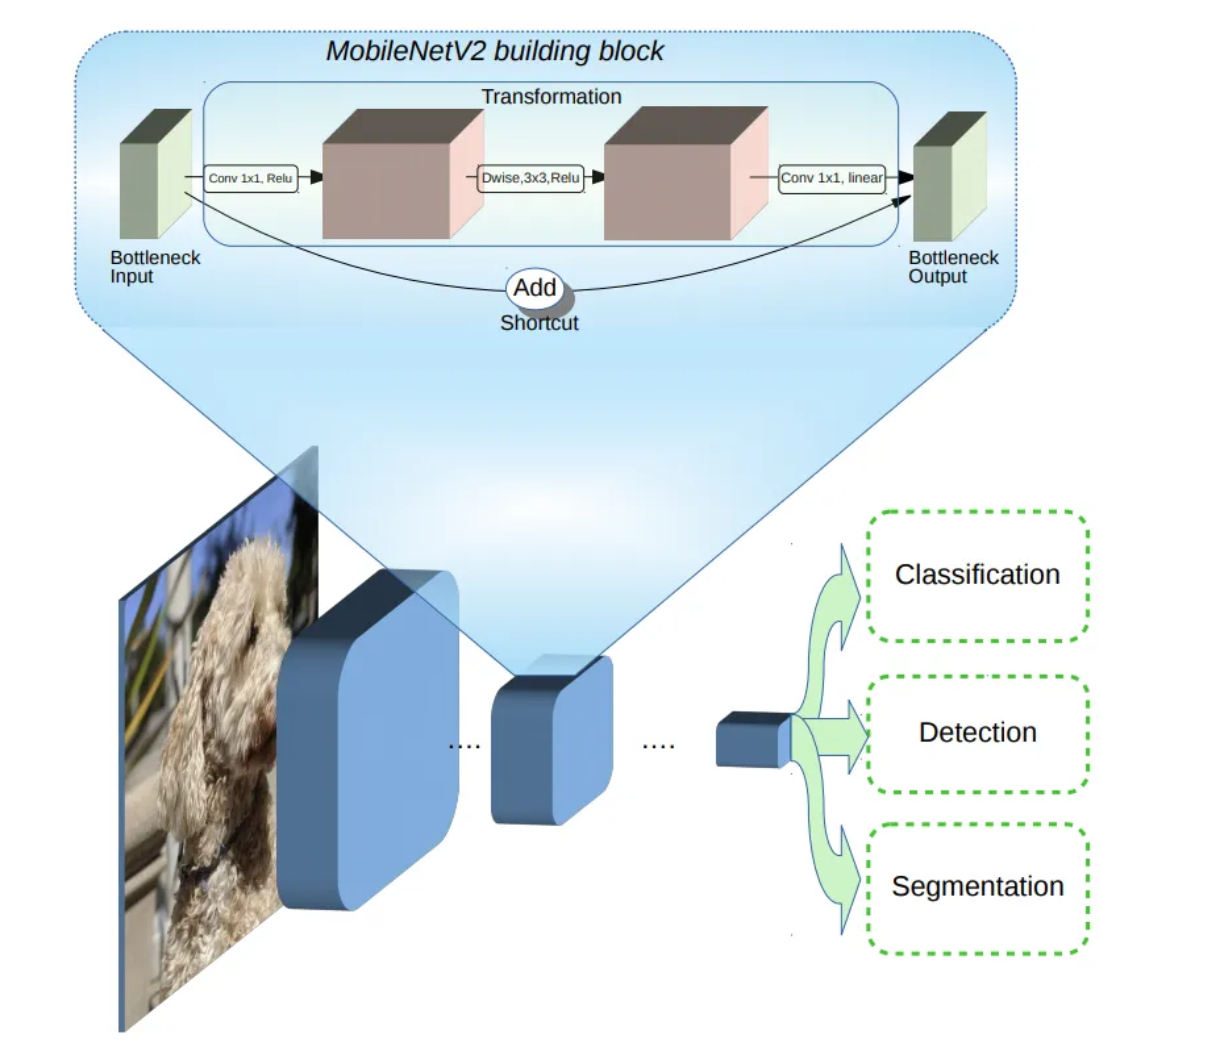 MobileNetV2 building block
Transformation
Conv 1x1, Relu
Dwise,3x3,Relu
Conv 1x1, linear
Bottleneck
Input
Bottleneck
Output
Add
Shortcut
....
....
Classification
Detection
Segmentation